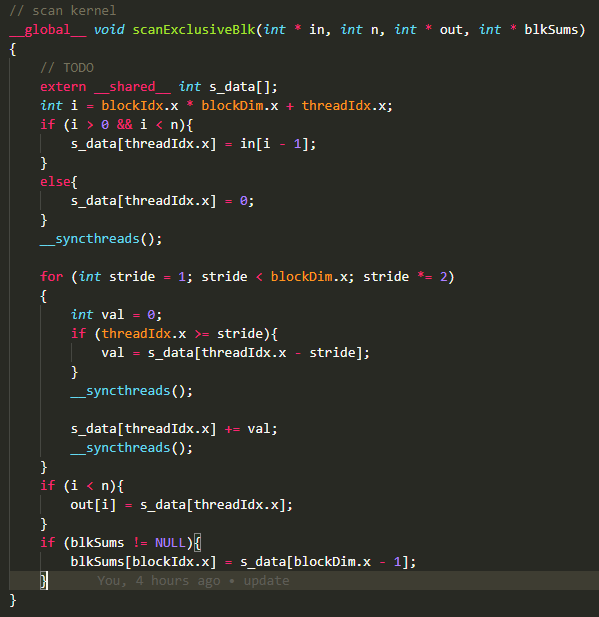 // scan kernel
__global__ void scanExclusiveBlk(int * in, int n, int * out, int * blkSums)
{
    // TODO
    extern __shared__ int s_data[];
    int i = blockIdx.x * blockDim.x + threadIdx.x;
    if (i > 0 && i < n){
        s_data[threadIdx.x] = in[i - 1];
    }
    else{
        s_data[threadIdx.x] = 0;
    }
    __syncthreads();

    for (int stride = 1; stride < blockDim.x; stride *= 2)
    {
        int val = 0;
        if (threadIdx.x >= stride){
            val = s_data[threadIdx.x - stride];
        }
        __syncthreads();

        s_data[threadIdx.x] += val;
        __syncthreads();
    }
    if (i < n){
        out[i] = s_data[threadIdx.x];
    }
    if (blkSums != NULL){
        blkSums[blockIdx.x] = s_data[blockDim.x - 1];
    }      You, 4 hours ago • update
}